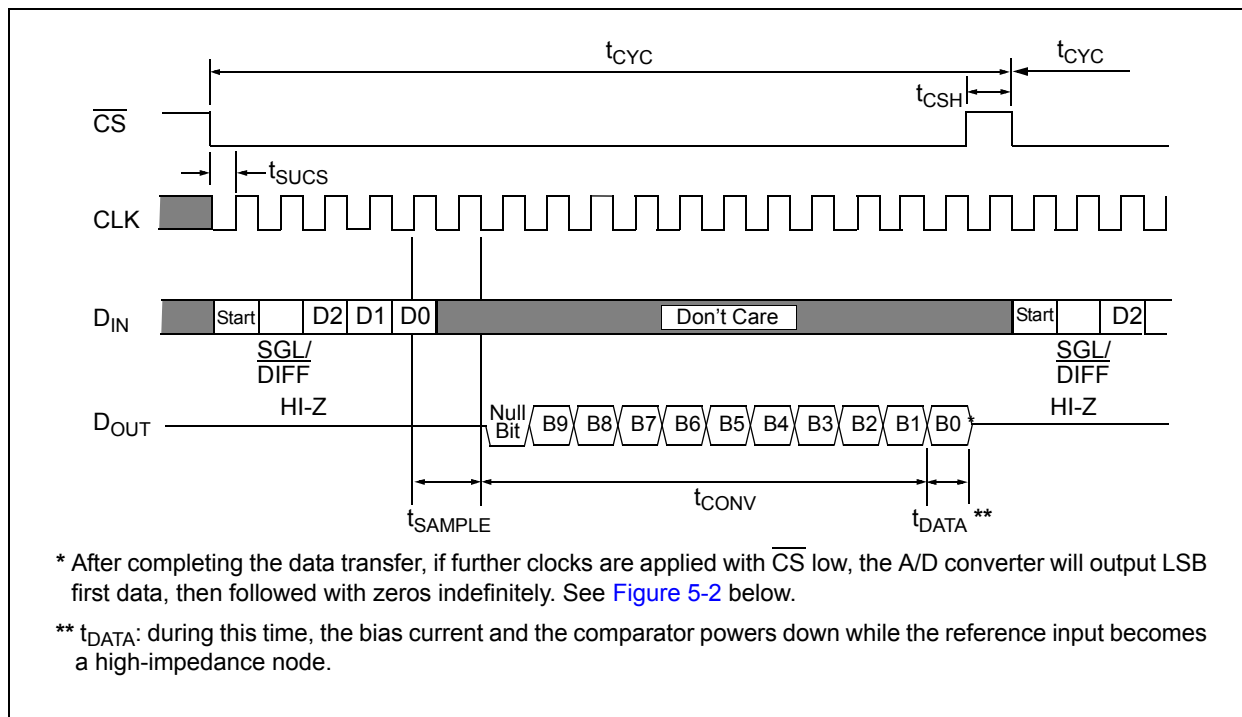 tCYC tCYC
tCSH
CS
tSUCS
CLK
DIN Start D2 D1 D0 Don't Care Start D2
SGL/ SGL/
DIFF DIFF
HI-Z HI-Z
DOUT Null Bit B9 B8 B7 B6 B5 B4 B3 B2 B1 B0 *
tSAMPLE tCONV tDATA **
* After completing the data transfer, if further clocks are applied with CS low, the A/D converter will output LSB
first data, then followed with zeros indefinitely. See Figure 5-2 below.
** tDATA: during this time, the bias current and the comparator powers down while the reference input becomes
a high-impedance node.